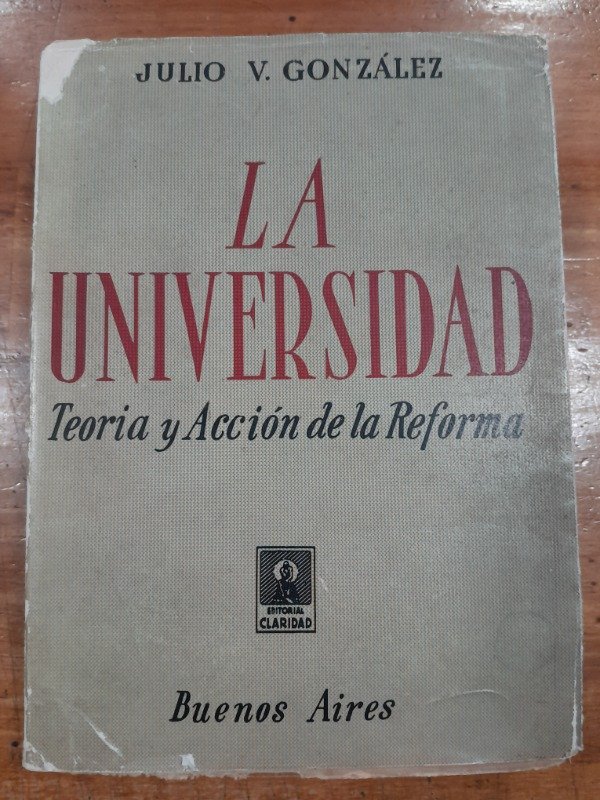 JULIO V. GONZÁLEZ
LA
UNIVERSIDAD
Teoria y Acción de la Reforma
EDITORIAL
CLARIDAD
Buenos Aires